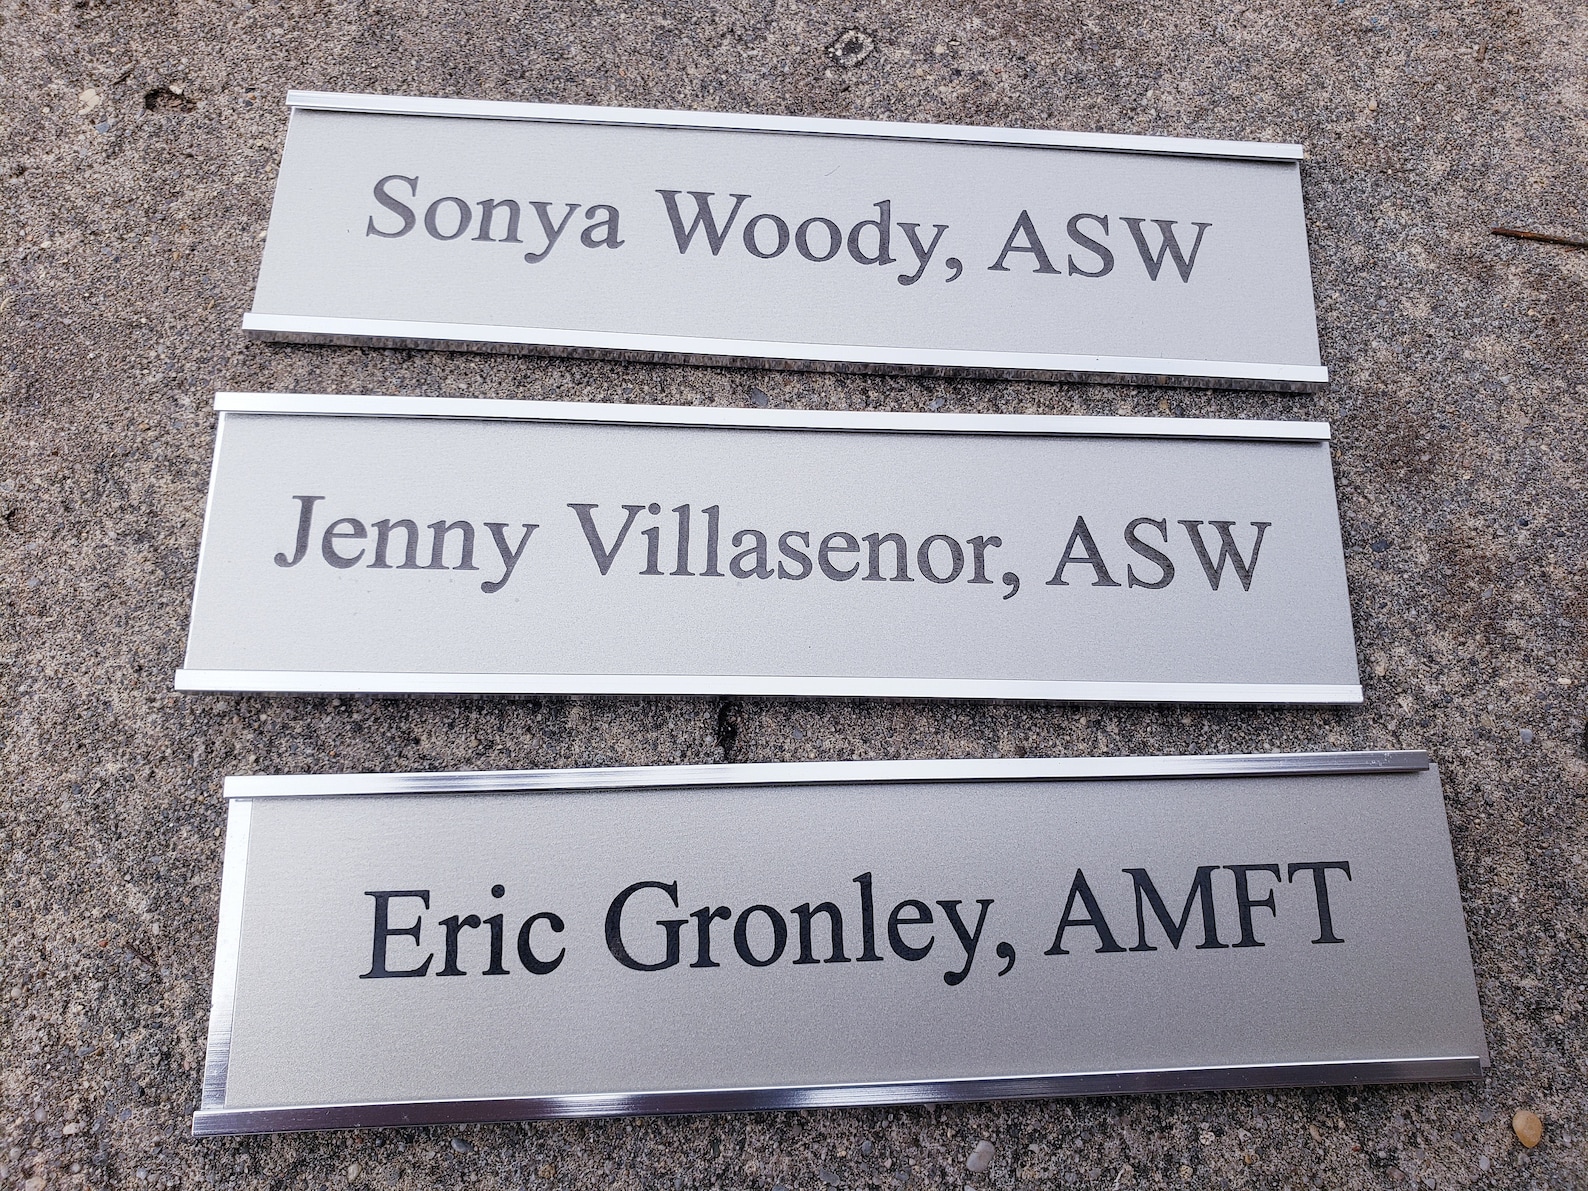 Sonya Woody, ASW
Jenny Villasenor, ASW
Eric Gronley, AMFT